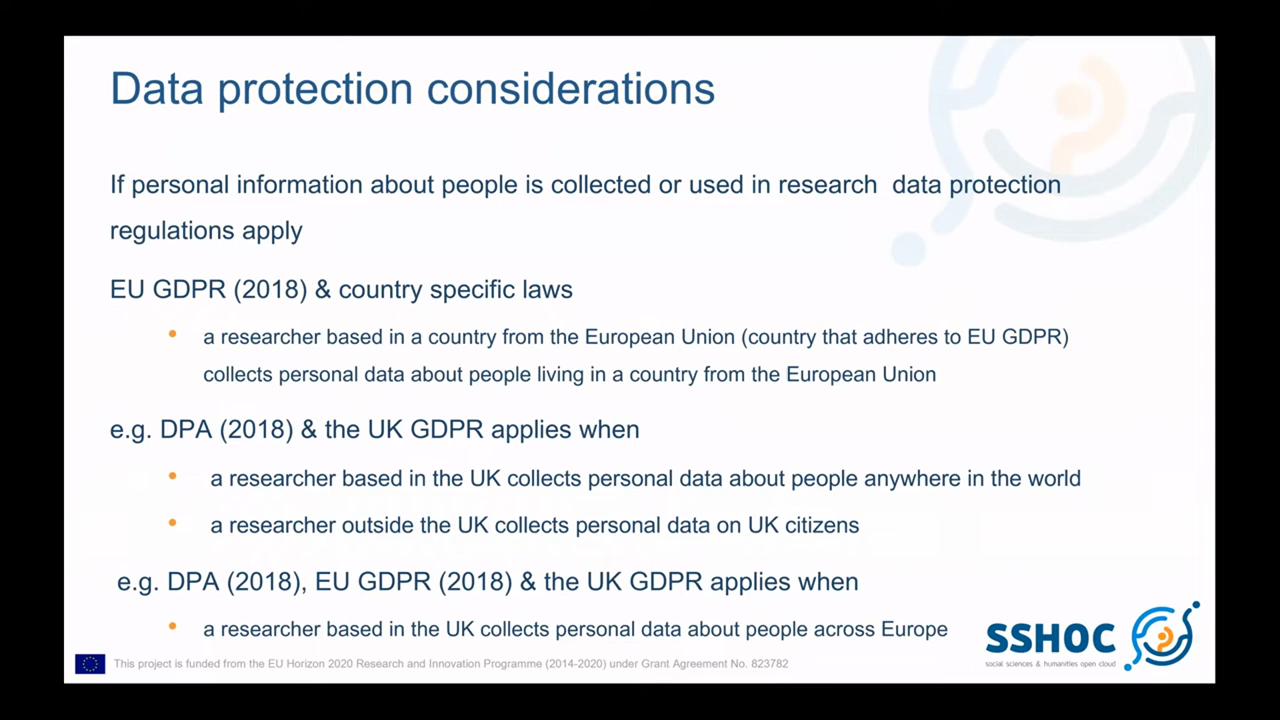 Data protection considerations
If personal information about people is collected or used in research  data protection
regulations apply
EU GDPR (2018) & country specific laws
• a researcher based in a country from the European Union (country that adheres to EU GDPR)
collects personal data about people living in a country from the European Union
e.g. DPA (2018) & the UK GDPR applies when
• a researcher based in the UK collects personal data about people anywhere in the world
• a researcher outside the UK collects personal data on UK citizens
e.g. DPA (2018), EU GDPR (2018) & the UK GDPR applies when
• a researcher based in the UK collects personal data about people across Europe
SSHOC
social sciences & humanities open cloud
This project is funded from the EU Horizon 2020 Research and Innovation Programme (2014-2020) under Grant Agreement No. 823782